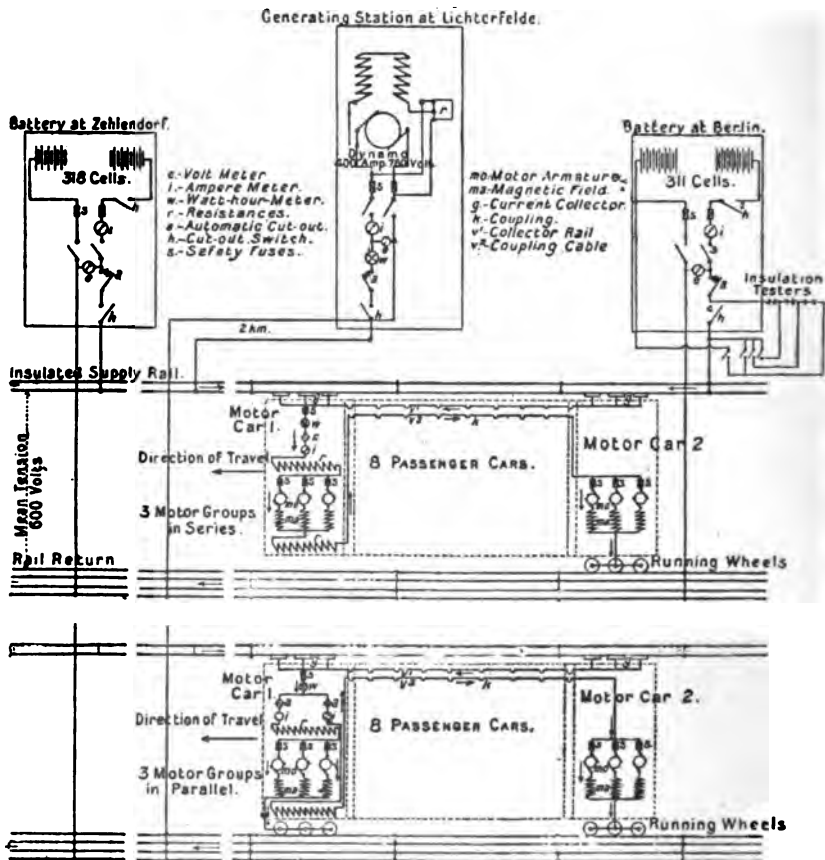 Generating Station at Lichterfelde.
Battery at Zehlendorf.
318 Cells.
Dynamo
400 Amp. 750 Volt.
r
Battery at Berlin.
311 Cells.
e.-Volt Meter
i.-Ampere Meter.
w.-Watt-hour-Meter.
r.-Resistances.
a.-Automatic Cut-out.
h.-Cut-out Switch.
s.-Safety Fuses.
mo-Motor Armature
ma-Magnetic Field.
g.-Current Collector.
k.-Coupling.
v¹-Collector Rail
v²-Coupling Cable
Insulation
Testers.
2 km.
Insulated Supply Rail.
Mean Tension
600 Volts
Motor
Car 1.
Direction of Travel
3 Motor Groups
in Series.
8 PASSENGER CARS.
Motor Car 2
Rail Return
Running Wheels
Motor
Car 1.
Direction of Travel
3 Motor Groups
in Parallel.
8 PASSENGER CARS.
Motor Car 2.
Running Wheels